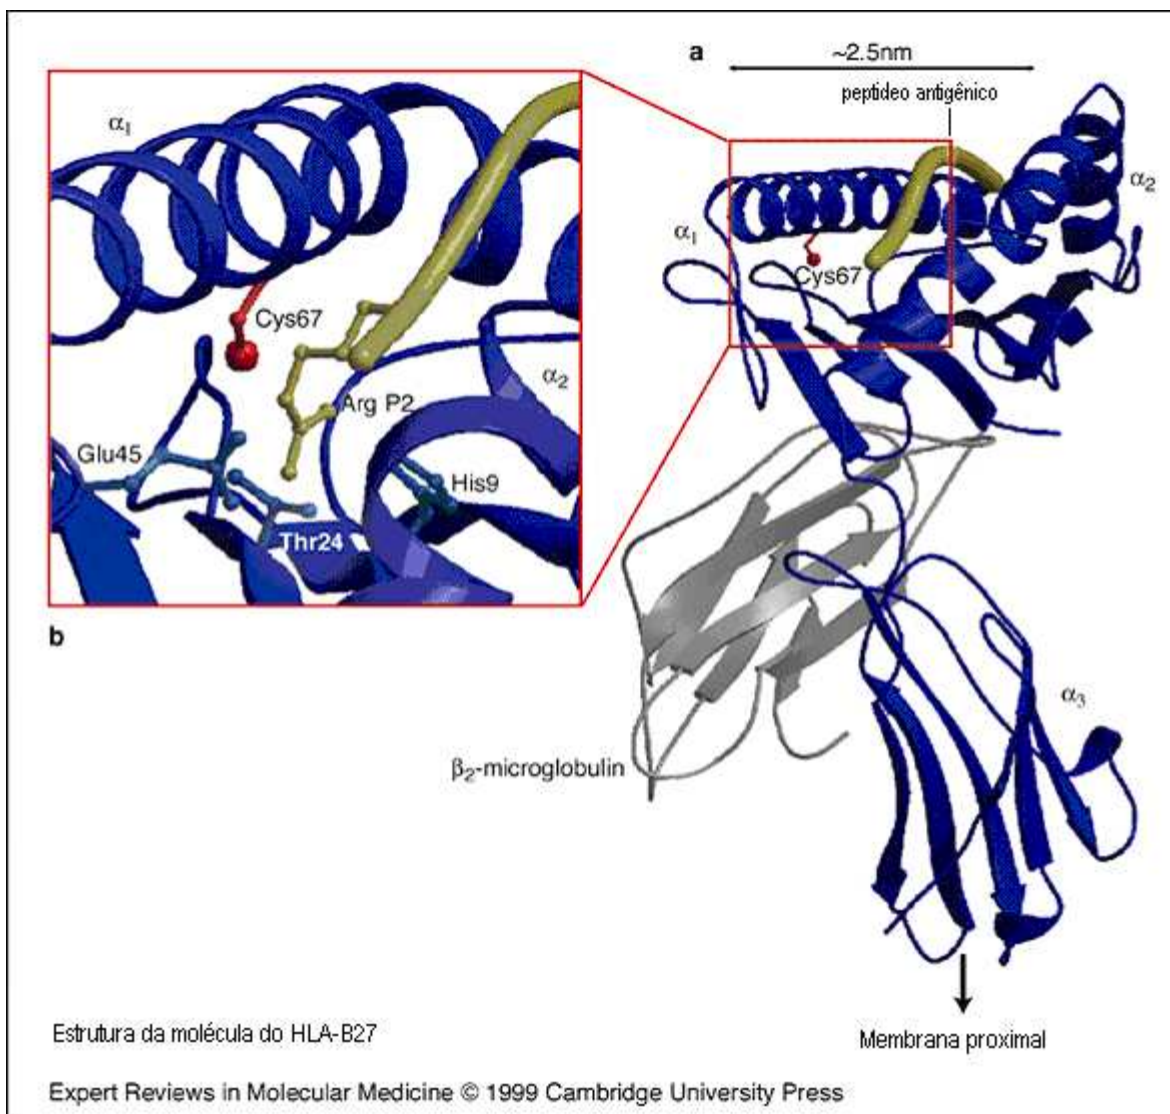 a
~2.5nm
peptideo antigênico
α1
α2
α1
Cys67
Cys67
α2
Arg P2
Glu45
His9
Thr24
b
α3
β2-microglobulin
Estrutura da molécula do HLA-B27
Membrana proximal
Expert Reviews in Molecular Medicine © 1999 Cambridge University Press